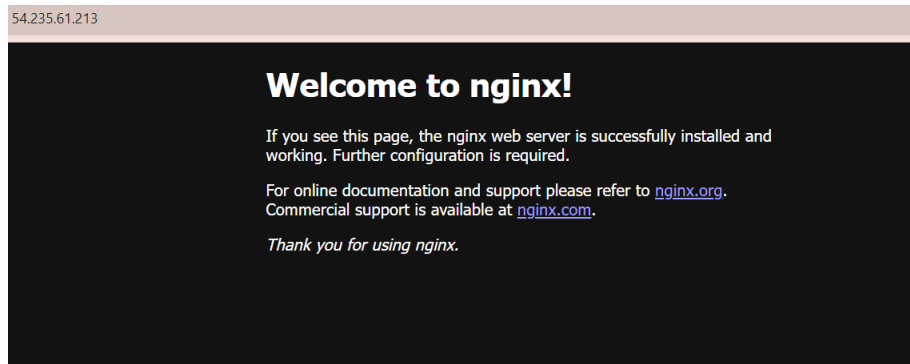 54.235.61.213
Welcome to nginx!
If you see this page, the nginx web server is successfully installed and
working. Further configuration is required.
For online documentation and support please refer to nginx.org.
Commercial support is available at nginx.com.
Thank you for using nginx.